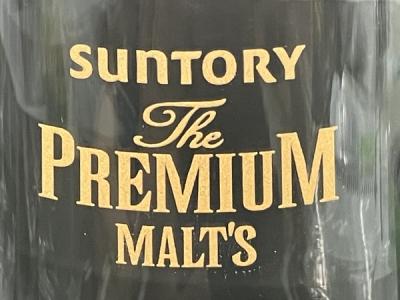 SUNTORY
The
PREMIUM
MALT'S